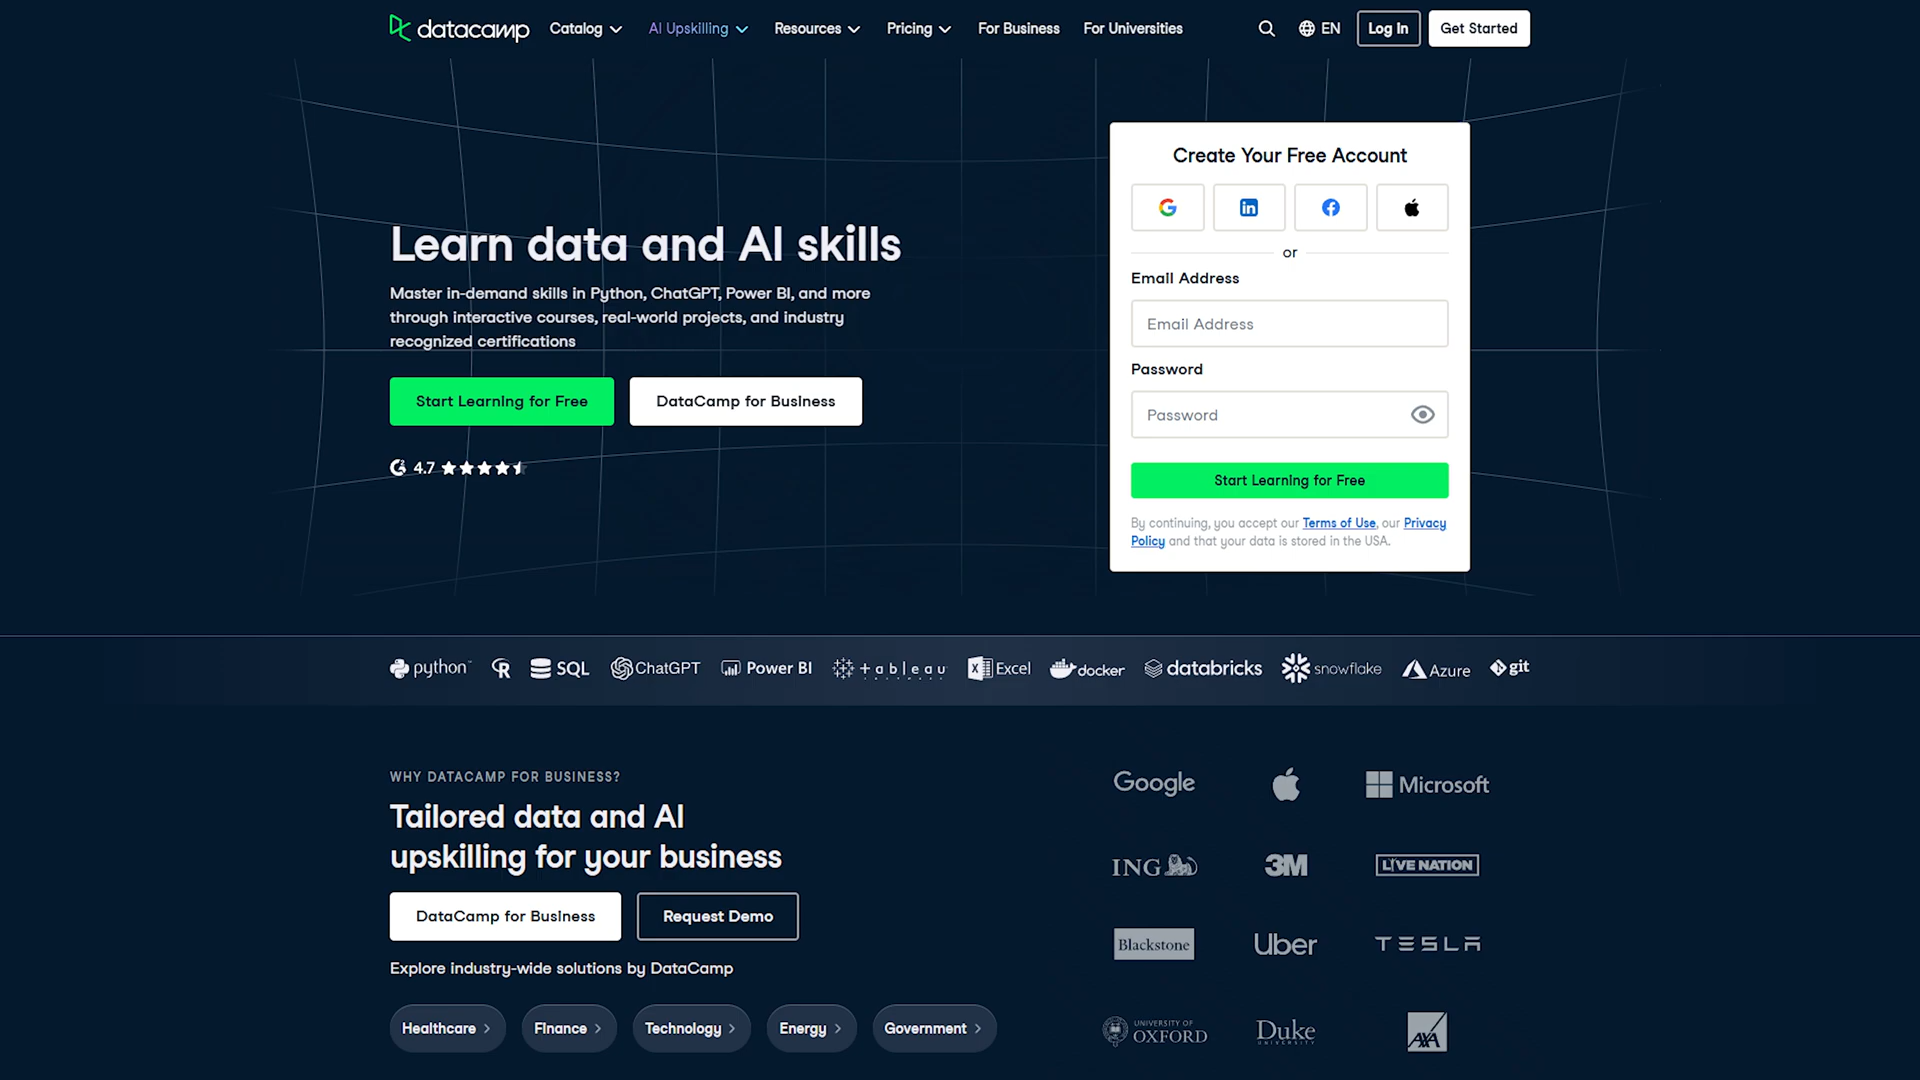 datacamp Catalog AI Upskilling Resources Pricing For Business For Universities EN Log In Get Started
Learn data and AI skills
Master in-demand skills in Python, ChatGPT, Power BI, and more
through interactive courses, real-world projects, and industry
recognized certifications
Start Learning for Free DataCamp for Business
4.7
Create Your Free Account
or
Email Address
Email Address
Password
Password
Start Learning for Free
By continuing, you accept our Terms of Use, our Privacy
Policy and that your data is stored in the USA.
python R SQL ChatGPT Power BI +ableau Excel docker databricks snowflake Azure git
WHY DATACAMP FOR BUSINESS?
Tailored data and AI
upskilling for your business
DataCamp for Business Request Demo
Explore industry-wide solutions by DataCamp
Healthcare Finance Technology Energy Government
Google Microsoft
ING 3M LIVE NATION
Blackstone Uber TESLA
UNIVERSITY OF
OXFORD Duke AXA
UNIVERSITY